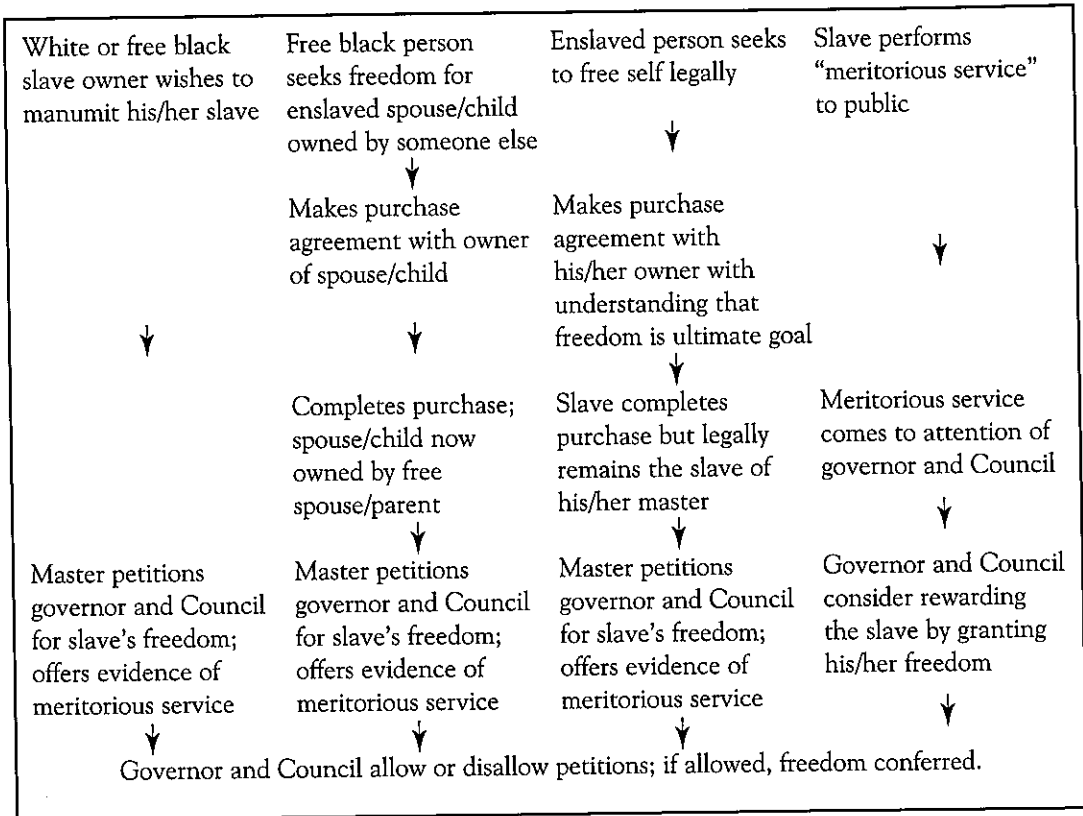 White or free black
slave owner wishes to
manumit his/her slave
Free black person
seeks freedom for
enslaved spouse/child
owned by someone else
Enslaved person seeks
to free self legally
Slave performs
“meritorious service”
to public
Makes purchase
agreement with owner
of spouse/child
Makes purchase
agreement with
his/her owner with
understanding that
freedom is ultimate goal
Completes purchase;
spouse/child now
owned by free
spouse/parent
Slave completes
purchase but legally
remains the slave of
his/her master
Meritorious service
comes to attention of
governor and Council
Master petitions
governor and Council
for slave’s freedom;
offers evidence of
meritorious service
Master petitions
governor and Council
for slave’s freedom;
offers evidence of
meritorious service
Master petitions
governor and Council
for slave’s freedom;
offers evidence of
meritorious service
Governor and Council
consider rewarding
the slave by granting
his/her freedom
Governor and Council allow or disallow petitions; if allowed, freedom conferred.